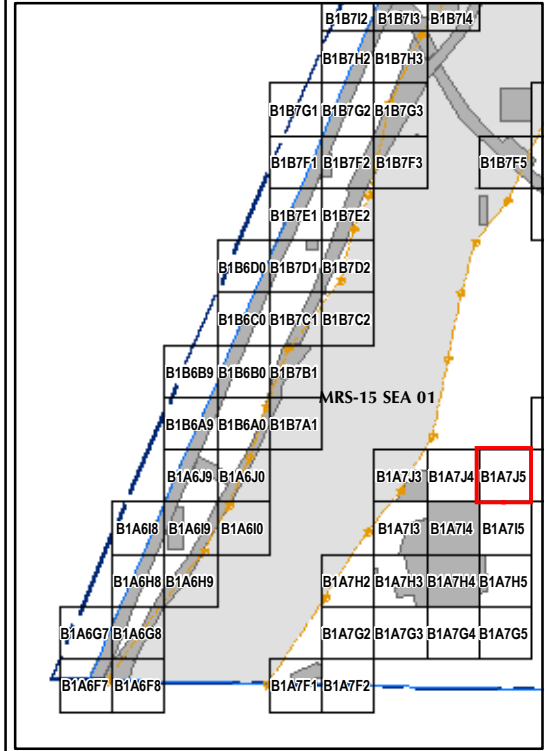 B1B7I2 B1B7I3 B1B7I4
B1B7H2 B1B7H3
B1B7G1 B1B7G2 B1B7G3
B1B7F1 B1B7F2 B1B7F3 B1B7F5
B1B7E1 B1B7E2
B1B6D0 B1B7D1 B1B7D2
B1B6C0 B1B7C1 B1B7C2
B1B6B9 B1B6B0 B1B7B1
MRS-15 SEA 01
B1B6A9 B1B6A0 B1B7A1
B1A6J9 B1A6J0 B1A7J3 B1A7J4 B1A7J5
B1A6I8 B1A6I9 B1A6I0 B1A7I3 B1A7I4 B1A7I5
B1A6H8 B1A6H9 B1A7H2 B1A7H3 B1A7H4 B1A7H5
B1A6G7 B1A6G8 B1A7G2 B1A7G3 B1A7G4 B1A7G5
B1A6F7 B1A6F8 B1A7F1 B1A7F2